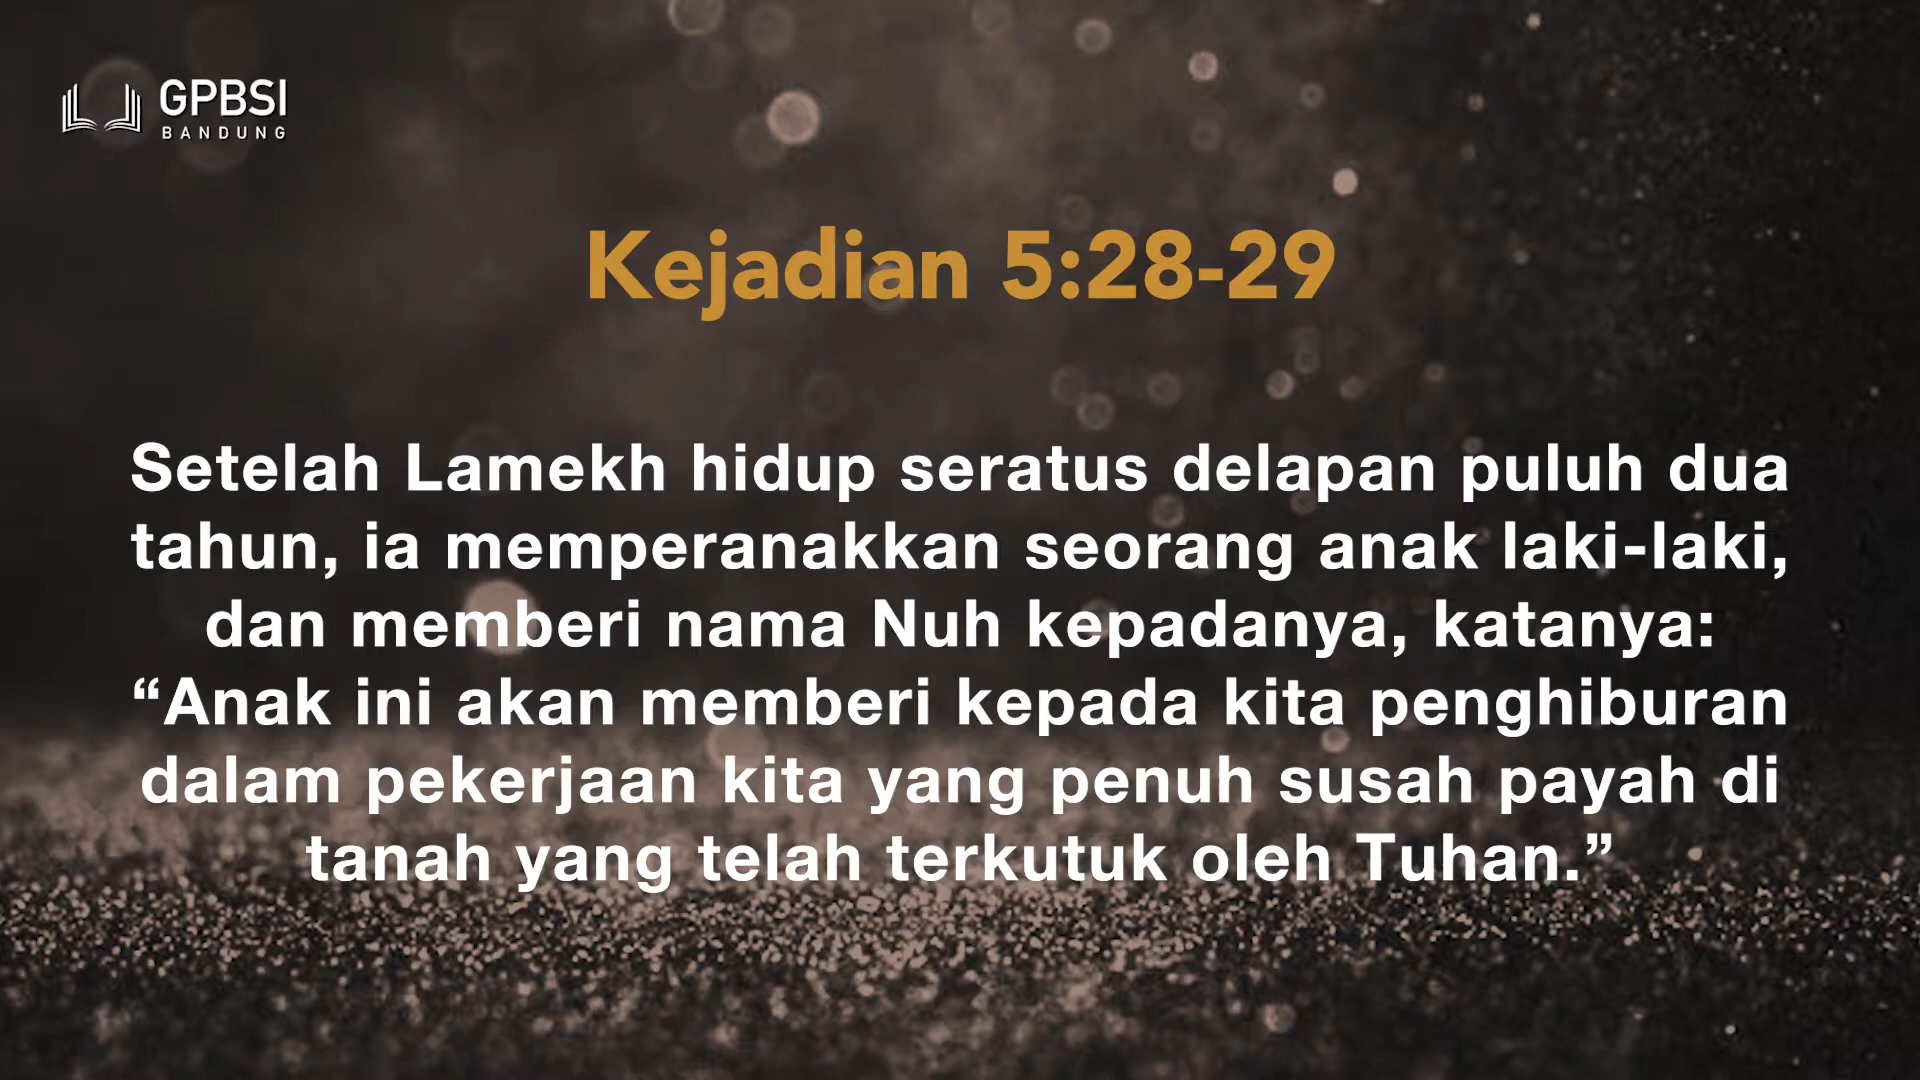 GPBSI
BANDUNG
Kejadian 5:28-29
Setelah Lamekh hidup seratus delapan puluh dua
tahun, ia memperanakkan seorang anak laki-laki,
dan memberi nama Nuh kepadanya, katanya:
“Anak ini akan memberi kepada kita penghiburan
dalam pekerjaan kita yang penuh susah payah di
tanah yang telah terkutuk oleh Tuhan.”